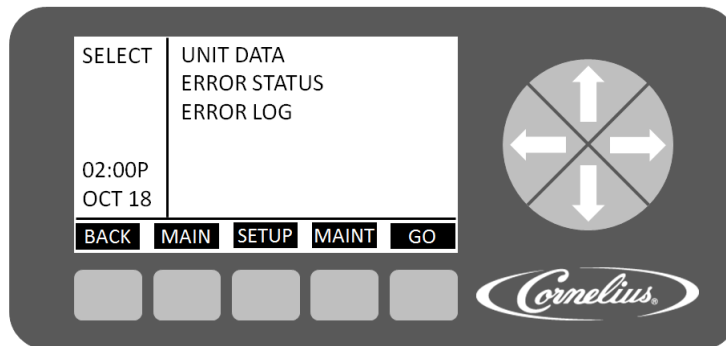 SELECT
UNIT DATA
ERROR STATUS
ERROR LOG
02:00P
OCT 18
BACK MAIN SETUP MAINT GO
Cornelius®